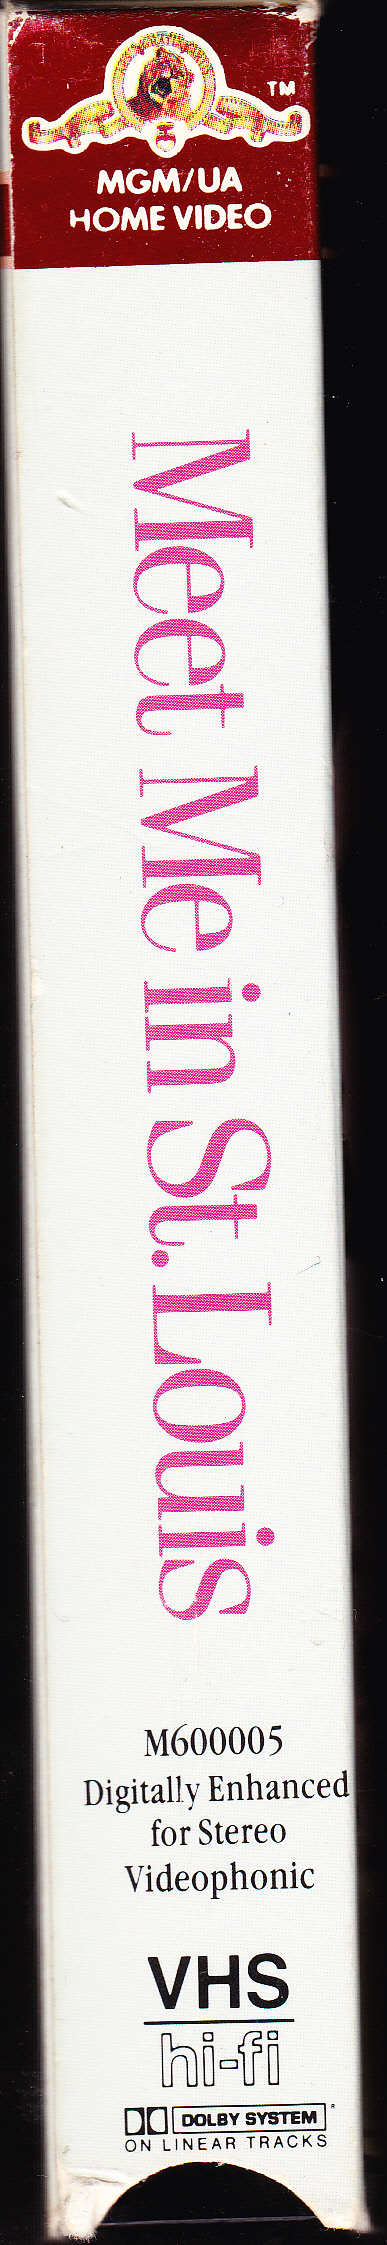 TM
MGM/UA
HOME VIDEO
Meet Me in St. Louis
M600005
Digitally Enhanced
for Stereo
Videophonic
VHS
hi-fi
DOLBY SYSTEM
ON LINEAR TRACKS